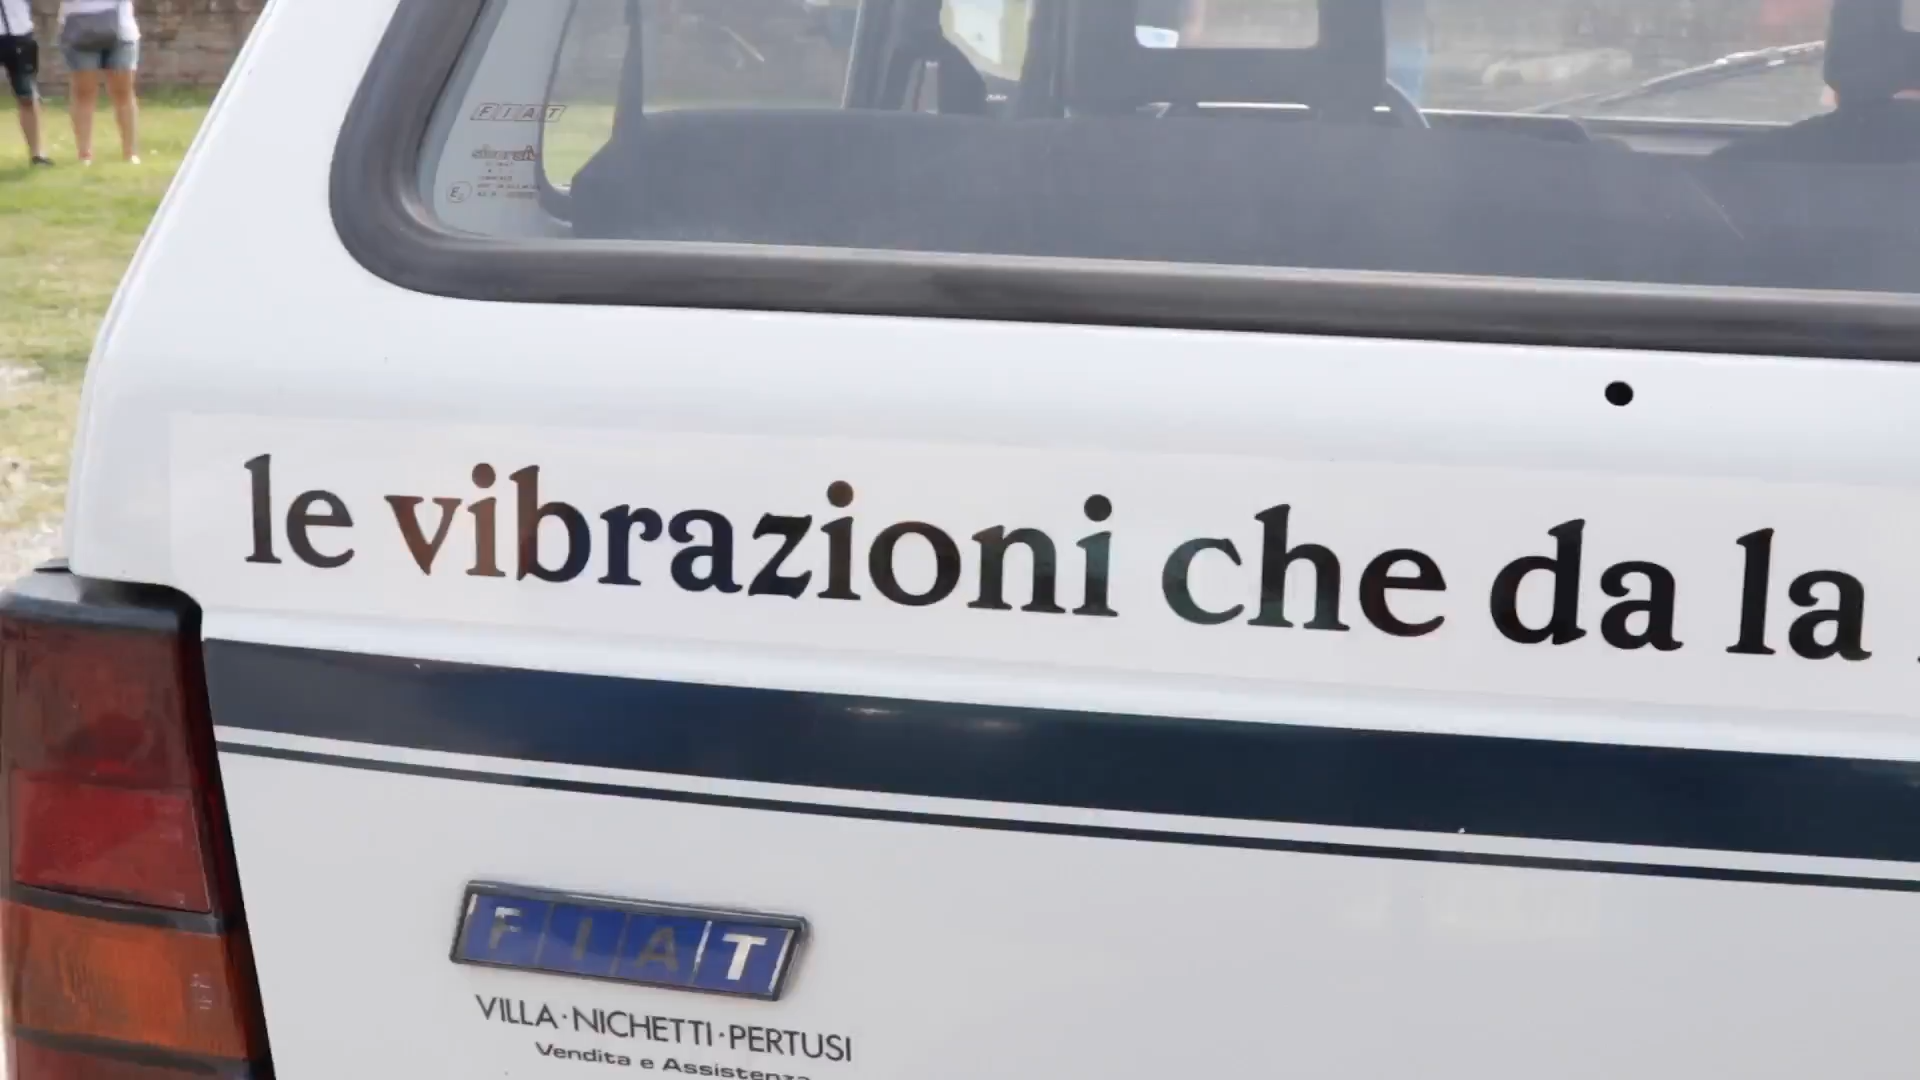 FIAT
le vibrazioni che da la
FIAT
VILLA·NICHETTI·PERTUSI
Vendita e Assistenza